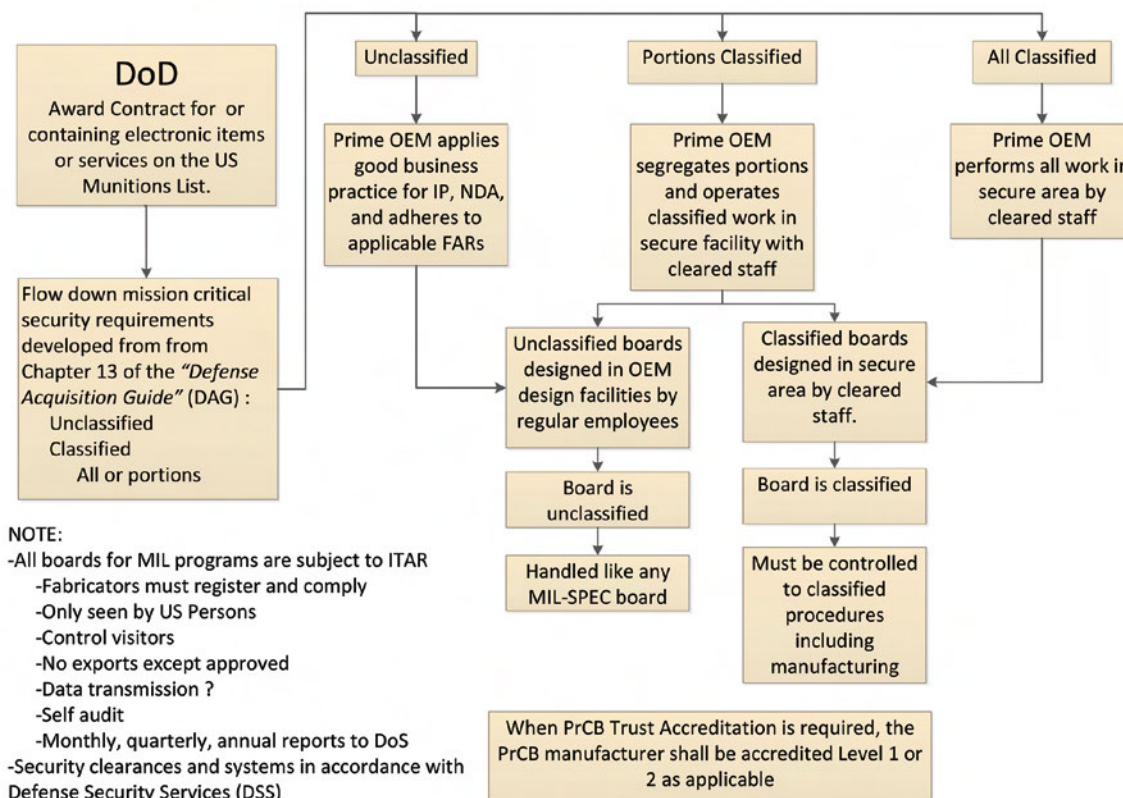 DoD
Award Contract for or
containing electronic items
or services on the US
Munitions List.
Flow down mission critical
security requirements
developed from from
Chapter 13 of the “Defense
Acquisition Guide” (DAG) :
Unclassified
Classified
All or portions
Unclassified
Portions Classified
All Classified
Prime OEM applies
good business
practice for IP, NDA,
and adheres to
applicable FARs
Prime OEM
segregates portions
and operates
classified work in
secure facility with
cleared staff
Prime OEM
performs all work in
secure area by
cleared staff
Unclassified boards
designed in OEM
design facilities by
regular employees
Classified boards
designed in secure
area by cleared
staff.
Board is
unclassified
Board is classified
Handled like any
MIL-SPEC board
Must be controlled
to classified
procedures
including
manufacturing
NOTE:
-All boards for MIL programs are subject to ITAR
-Fabricators must register and comply
-Only seen by US Persons
-Control visitors
-No exports except approved
-Data transmission ?
-Self audit
-Monthly, quarterly, annual reports to DoS
-Security clearances and systems in accordance with
Defense Security Services (DSS)
When PrCB Trust Accreditation is required, the
PrCB manufacturer shall be accredited Level 1 or
2 as applicable